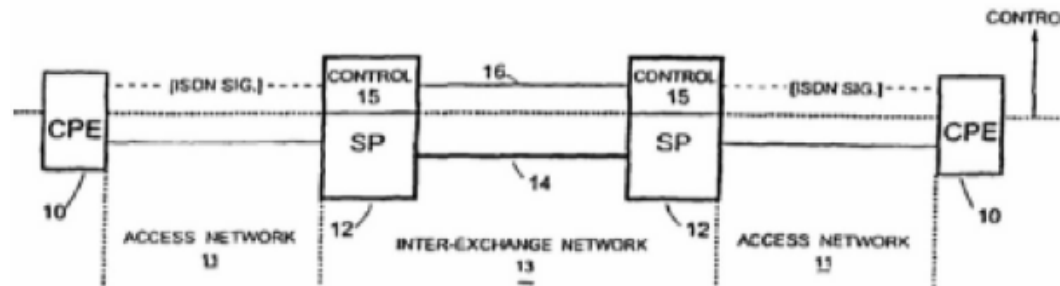 CONTRO
[ISDN SIG.] CONTROL 16 CONTROL [ISDN SIG.]
15 15
CPE SP SP CPE
14
10 12 12 10
ACCESS NETWORK INTER-EXCHANGE NETWORK ACCESS NETWORK
11 13 11